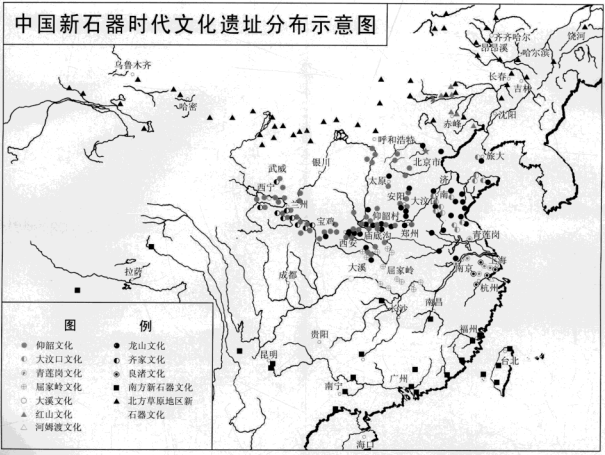 中国新石器时代文化遗址分布示意图
齐齐哈尔
昂昂溪
哈尔滨
饶河
乌鲁木齐
哈密
长春
吉林
沈阳
赤峰
呼和浩特
北京市
旅大
武威
银川
西宁
兰州
太原
安阳
济南
大汶口
宝鸡
西安
仰韶村
庙底沟
郑州
青莲岗
大溪
屈家岭
南京
上海
杭州
拉萨
成都
长沙
南昌
贵阳
福州
昆明
台北
南宁
广州
海口
图 例
仰韶文化
大汶口文化
青莲岗文化
屈家岭文化
大溪文化
红山文化
河姆渡文化
龙山文化
齐家文化
良渚文化
南方新石器文化
北方草原地区新
石器文化